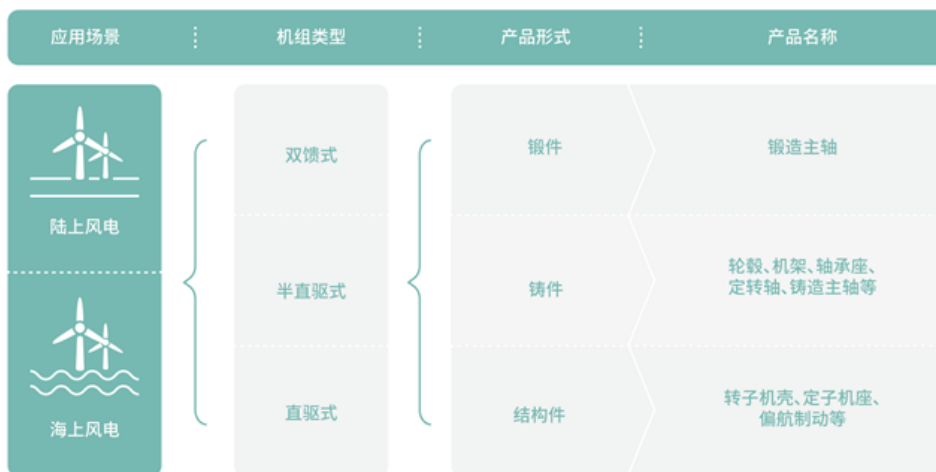 应用场景
机组类型
产品形式
产品名称
陆上风电
海上风电
双馈式
半直驱式
直驱式
锻件
锻造主轴
铸件
轮毂、机架、轴承座、
定转轴、铸造主轴等
结构件
转子机壳、定子机座、
偏航制动等